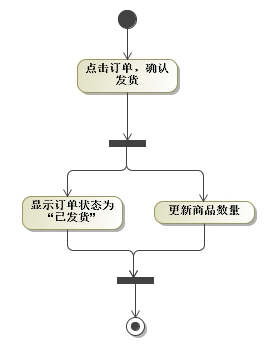 点击订单，确认
发货
显示订单状态为
“已发货”
更新商品数量